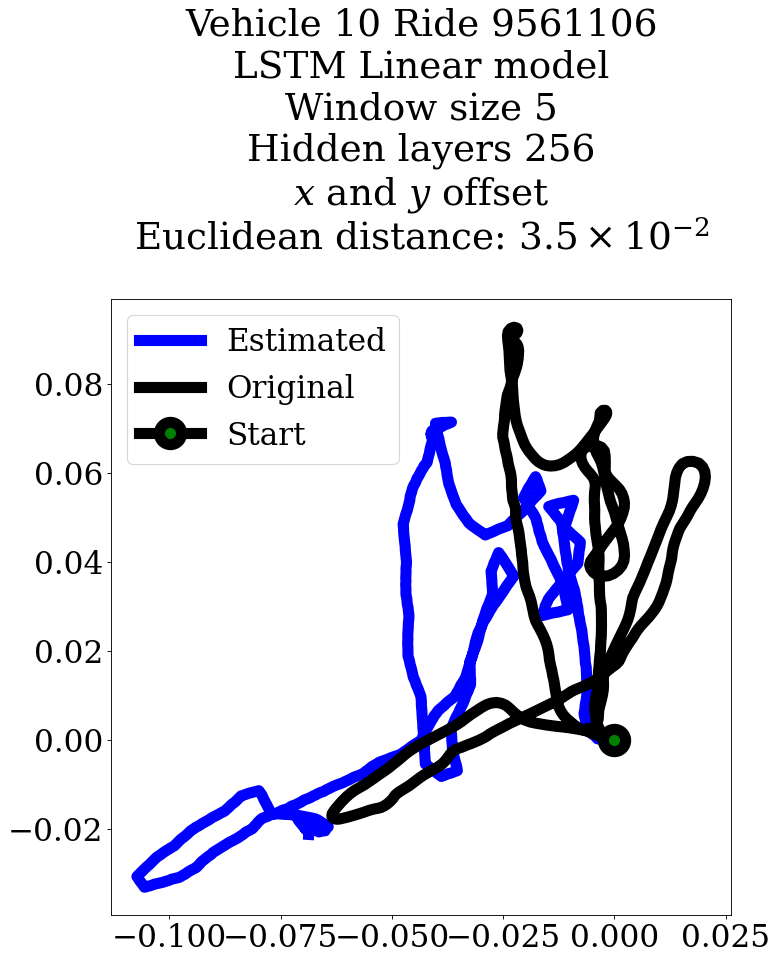 Vehicle 10 Ride 9561106
LSTM Linear model
Window size 5
Hidden layers 256
x and y offset
Euclidean distance: 3.5 × 10⁻²
Estimated
Original
Start
0.08
0.06
0.04
0.02
0.00
−0.02
−0.100 −0.075 −0.050 −0.025 0.000 0.025